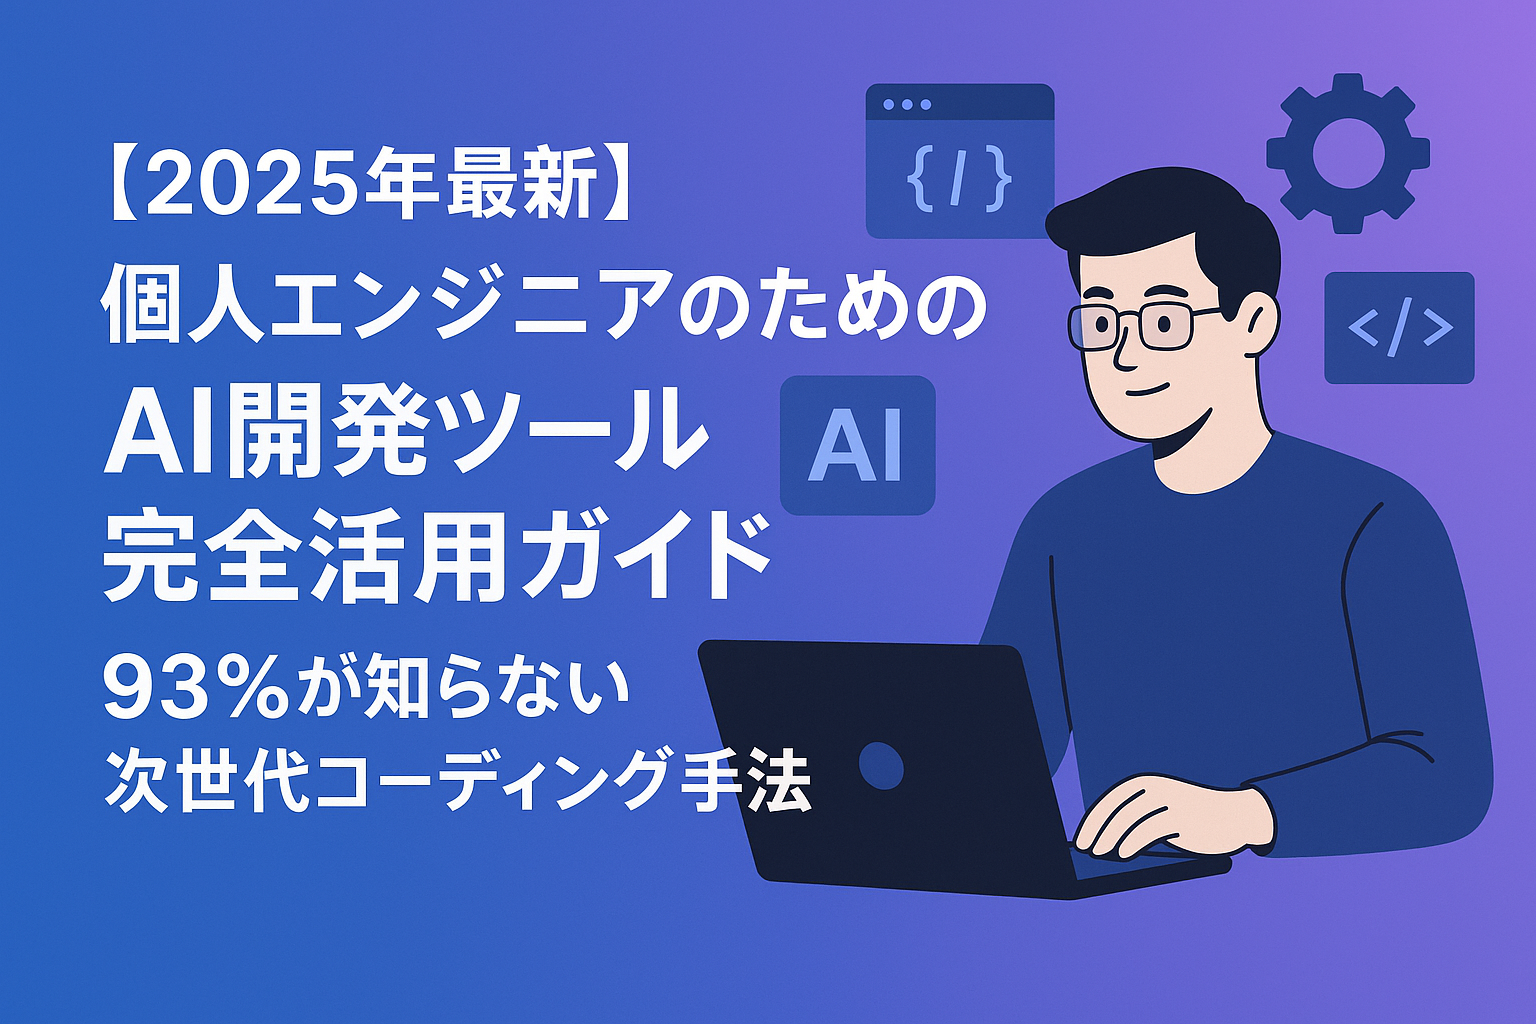 【2025年最新】
個人エンジニアのための
AI開発ツール
完全活用ガイド
93%が知らない
次世代コーディング手法
{/}
</>
AI